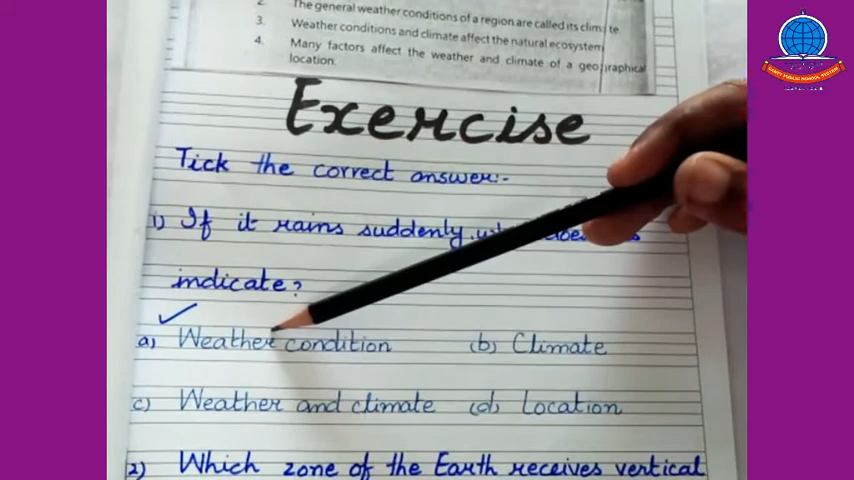 2. The general weather conditions of a region are called its climate
3. Weather conditions and climate affect the natural ecosystem
4. Many factors affect the weather and climate of a geographical
location.
Exercise
Tick the correct answer:-
1) If it rains suddenly,
indicate?
a) Weather condition (b) Climate
c) Weather and climate (d) Location
2) Which zone of the Earth receives vertical